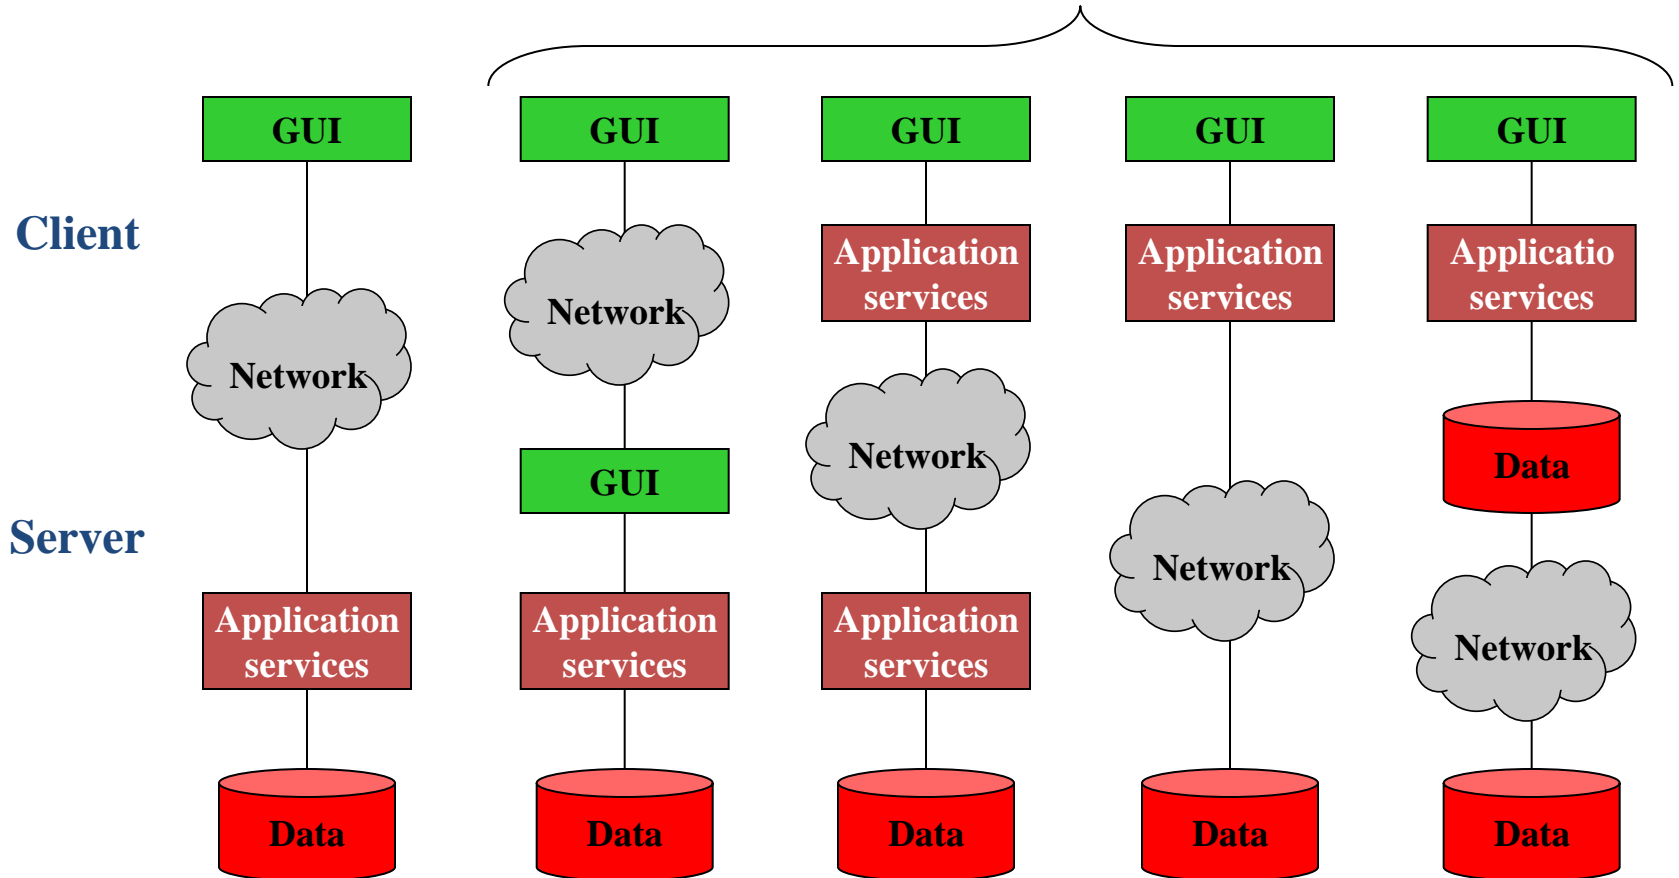 GUI
GUI
GUI
GUI
GUI
Client
Application
services
Application
services
Applicatio
services
Network
Network
Network
Data
GUI
Server
Network
Network
Application
services
Application
services
Application
services
Data
Data
Data
Data
Data